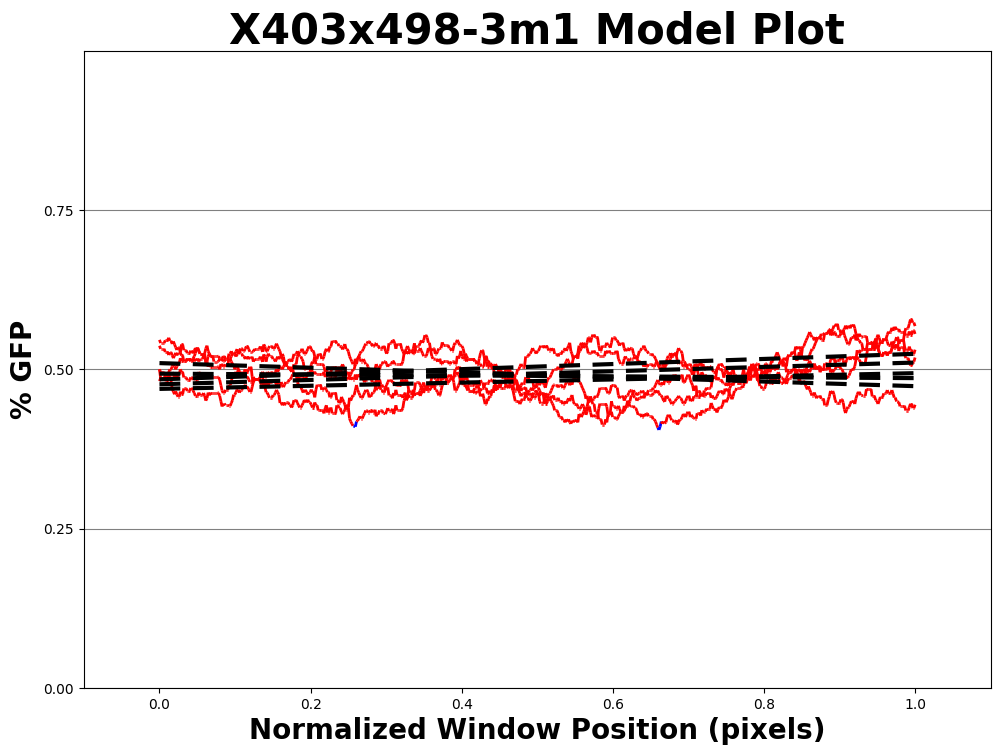 X403x498-3m1 Model Plot
% GFP
0.75
0.50
0.25
0.00
0.0 0.2 0.4 0.6 0.8 1.0
Normalized Window Position (pixels)